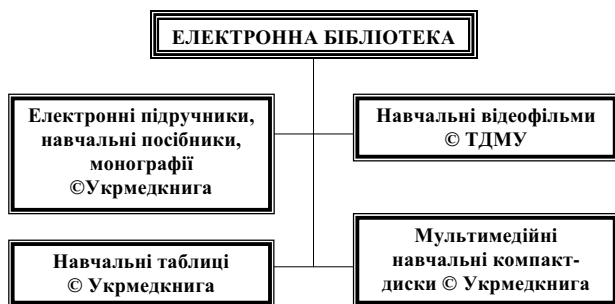 ЕЛЕКТРОННА БІБЛІОТЕКА
Електронні підручники,
навчальні посібники,
монографії
©Укрмедкнига
Навчальні відеофільми
© ТДМУ
Навчальні таблиці
© Укрмедкнига
Мультимедійні
навчальні компакт-
диски © Укрмедкнига